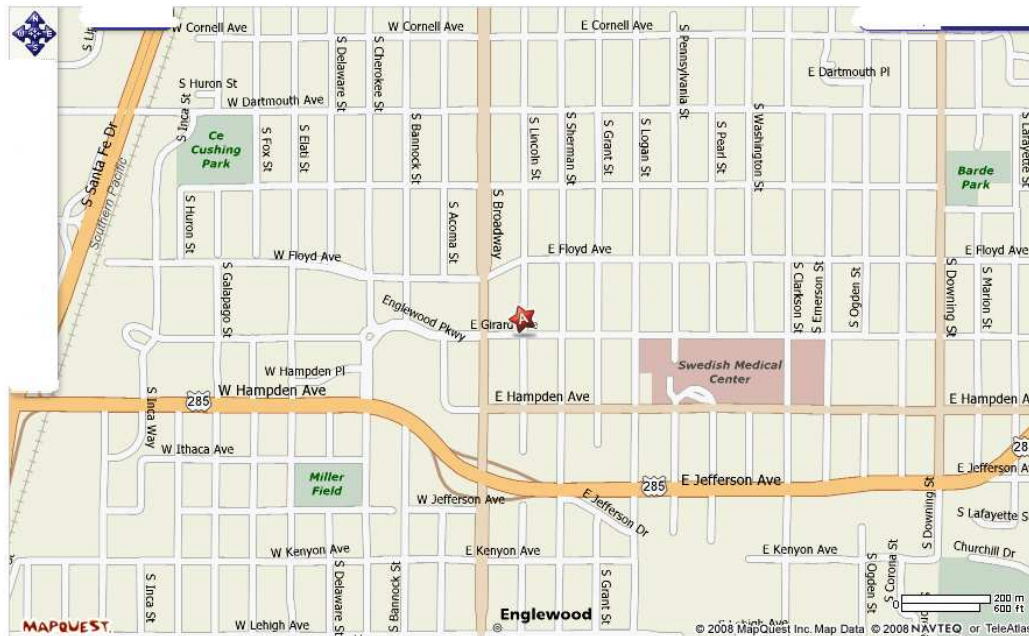 W Cornell Ave
W Cornell Ave
E Cornell Ave
S Delaware St
S Cherokee St
S Pennsylvania St
E Dartmouth Pl
S Huron St
W Dartmouth Ave
S Inca St
S Santa Fe Dr
Southern Pacific
Ce
Cushing
Park
S Fox St
S Elati St
S Bannock St
S Lincoln St
S Sherman St
S Grant St
S Logan St
S Pearl St
S Washington St
S Lafayette St
Barde
Park
S Huron St
S Acoma St
S Broadway
W Floyd Ave
E Floyd Ave
E Floyd Ave
S Galapago St
Englewood Pkwy
E Girard Ave
A
S Clarkson St
S Emerson St
S Ogden St
S Downing St
S Marion St
Swedish Medical
Center
W Hampden Pl
W Hampden Ave
285
E Hampden Ave
E Hampden Av
S Inca Way
W Ithaca Ave
Miller
Field
W Jefferson Ave
E Jefferson Dr
285
E Jefferson Ave
28
E Jefferson Av
S Lafayette S
S Downing St
W Kenyon Ave
E Kenyon Ave
E Kenyon Ave
Churchill Dr
S Inca St
S Delaware St
S Bannock St
S Grant St
S Ogden St
S Corona St
W Lehigh Ave
Englewood
E Lehigh Ave
0
200 m
600 ft
MAPQUEST.
© 2008 MapQuest Inc. Map Data © 2008 NAVTEQ or TeleAtlas
N
E
S
W